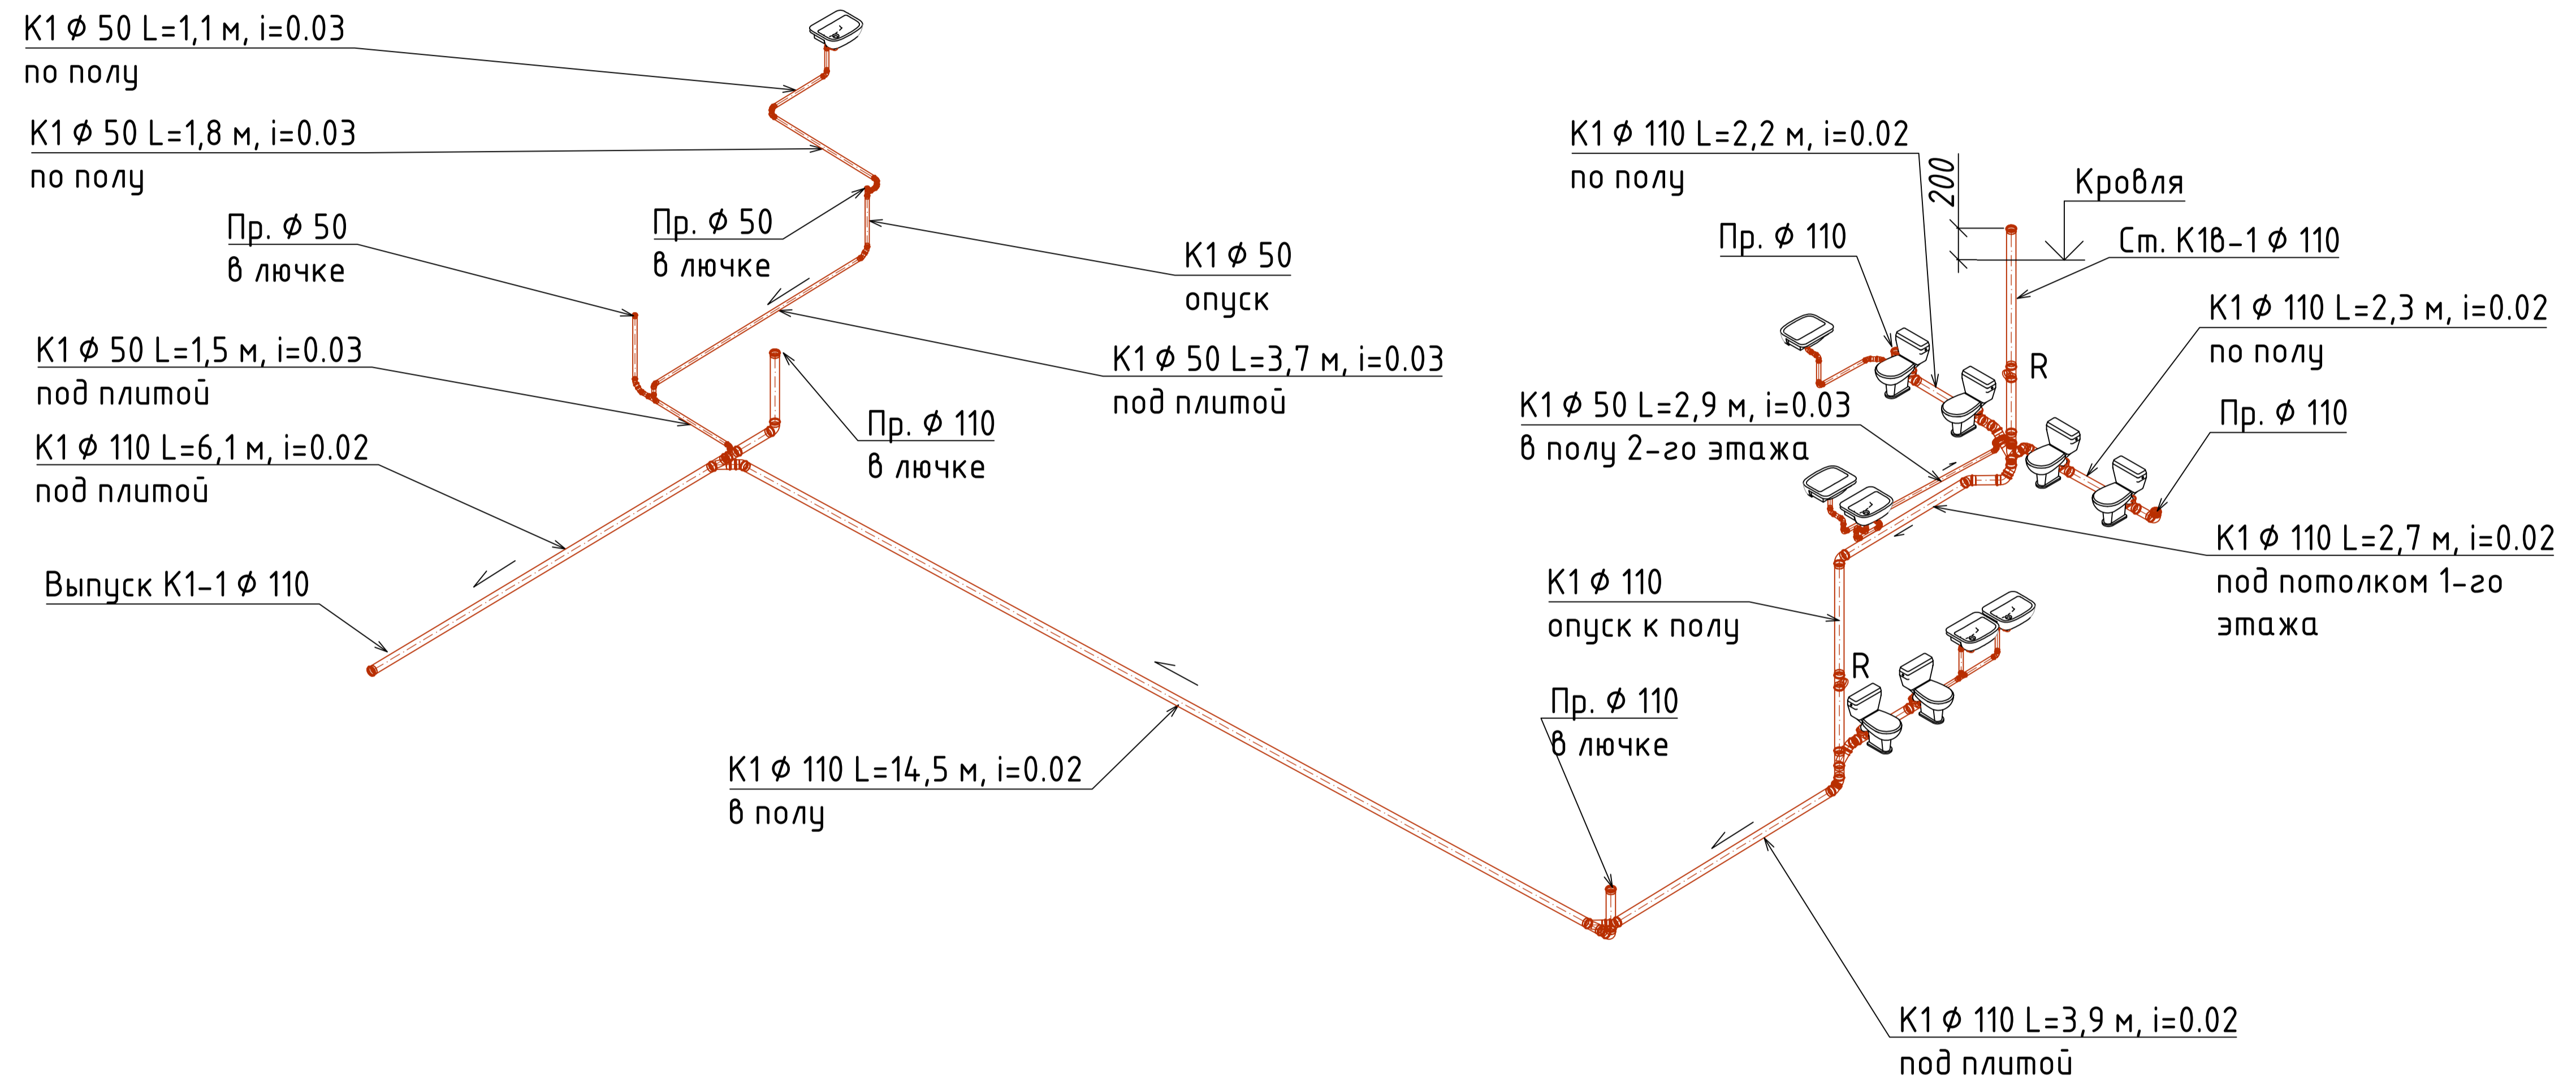 К1 Ф 50 L=1,1 м, i=0.03
по полу
К1 Ф 50 L=1,8 м, i=0.03
по полу
Пр. Ф 50
в лючке
Пр. Ф 50
в лючке
К1 Ф 50
опуск
К1 Ф 50 L=1,5 м, i=0.03
под плитой
К1 Ф 50 L=3,7 м, i=0.03
под плитой
Пр. Ф 110
в лючке
К1 Ф 110 L=6,1 м, i=0.02
под плитой
Выпуск К1-1 Ф 110
К1 Ф 110 L=14,5 м, i=0.02
в полу
К1 Ф 110 L=2,2 м, i=0.02
по полу
200
Кровля
Пр. Ф 110
Ст. К1в-1 Ф 110
К1 Ф 110 L=2,3 м, i=0.02
по полу
R
Пр. Ф 110
К1 Ф 50 L=2,9 м, i=0.03
в полу 2-го этажа
К1 Ф 110 L=2,7 м, i=0.02
под потолком 1-го
этажа
К1 Ф 110
опуск к полу
R
Пр. Ф 110
в лючке
К1 Ф 110 L=3,9 м, i=0.02
под плитой